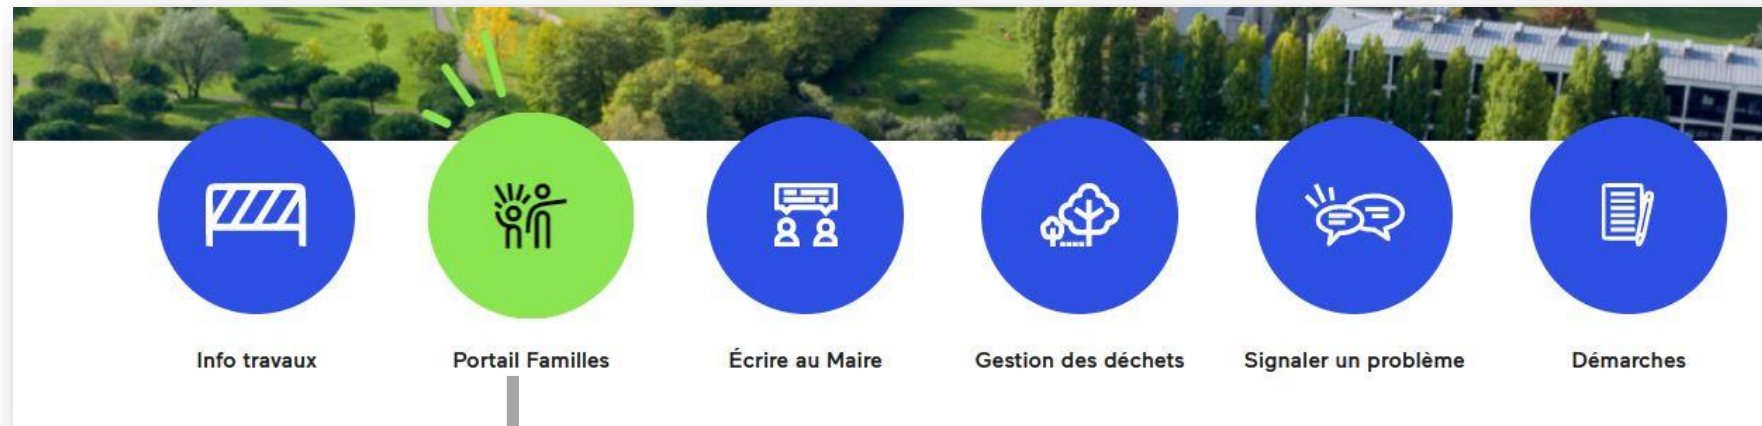 Info travaux
Portail Familles
Écrire au Maire
Gestion des déchets
Signaler un problème
Démarches